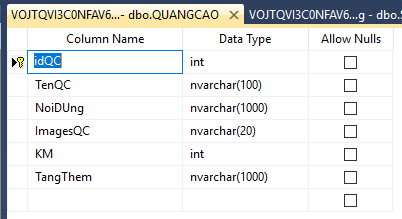 VOJTQVI3C0NFAV6...- dbo.QUANGCAO VOJTQVI3C0NFAV6...g - dbo.S
Column Name Data Type Allow Nulls
idQC int
TenQC nvarchar(100)
NoiDUng nvarchar(1000)
ImagesQC nvarchar(20)
KM int
TangThem nvarchar(1000)